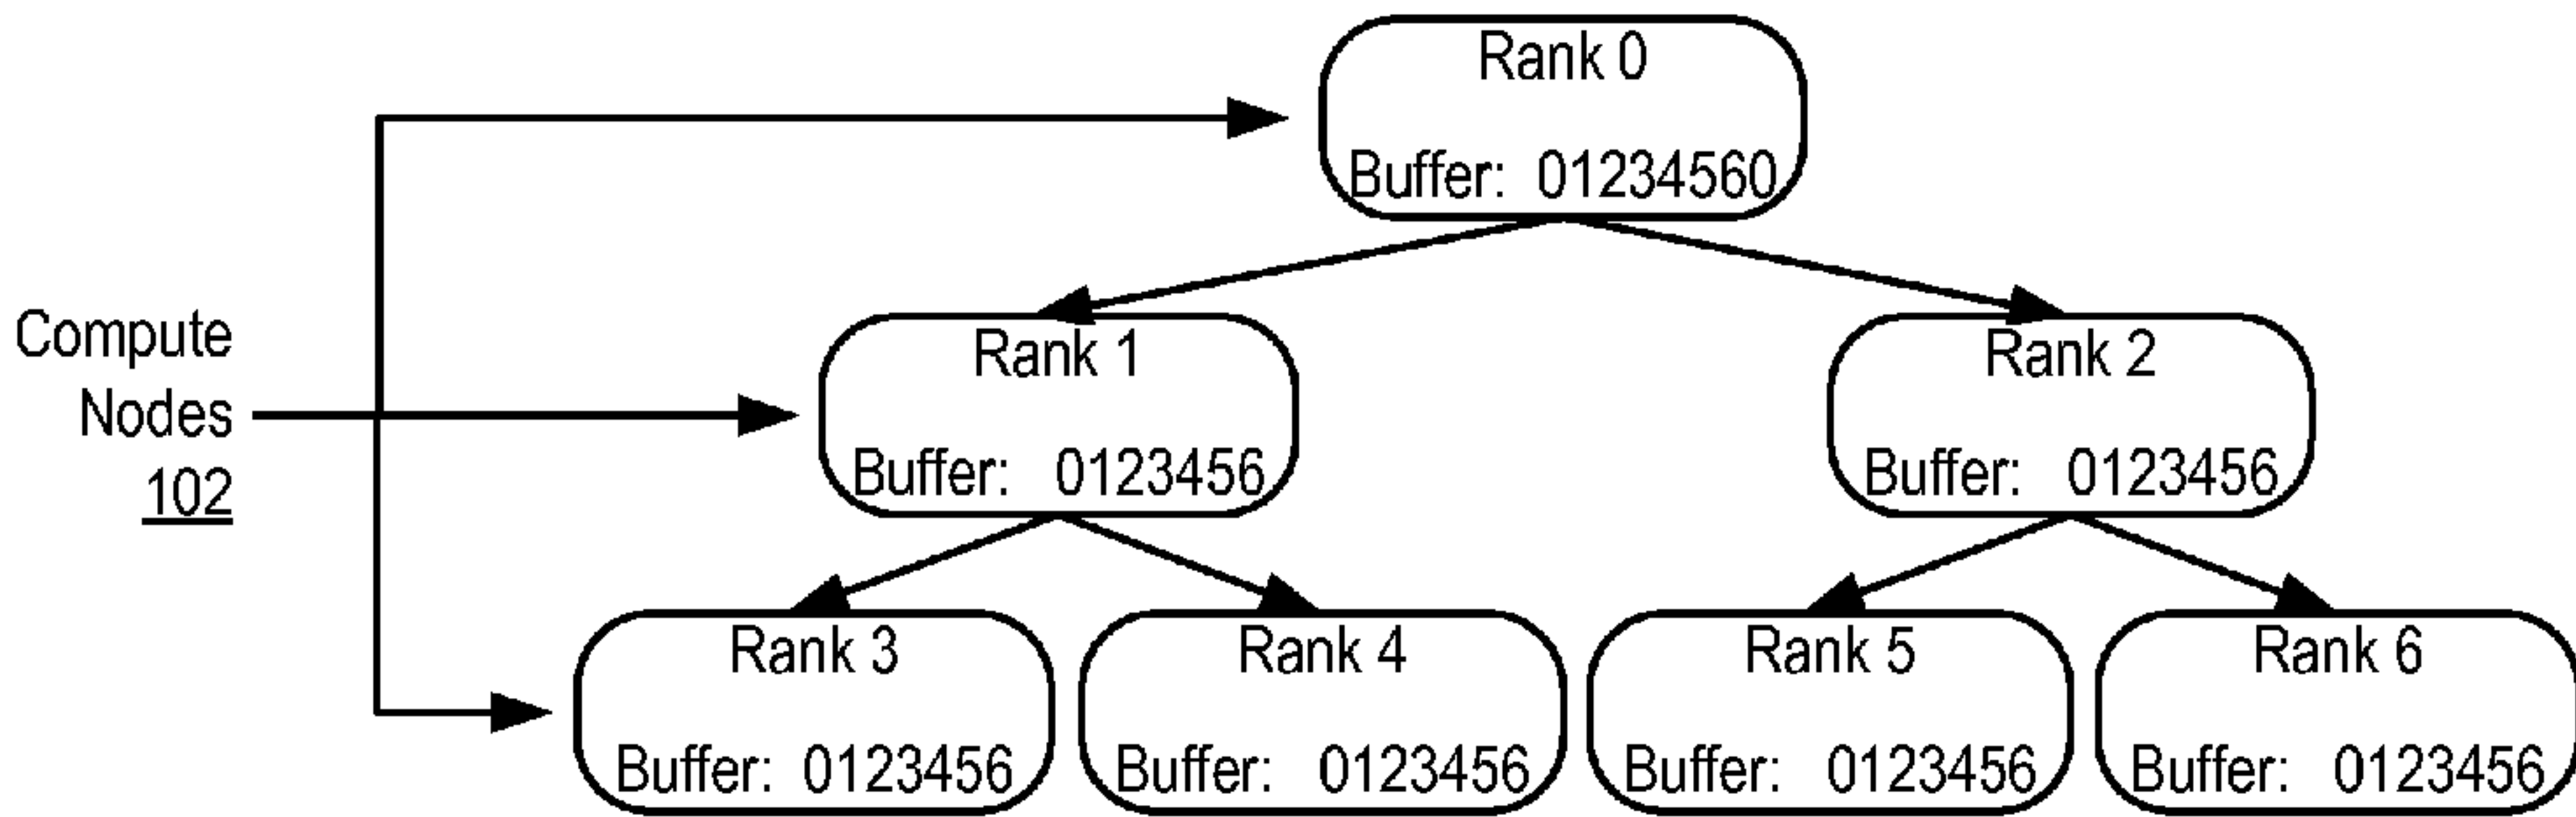 Rank 0
Buffer: 01234560
Compute
Nodes
102
Rank 1
Buffer: 0123456
Rank 2
Buffer: 0123456
Rank 3
Buffer: 0123456
Rank 4
Buffer: 0123456
Rank 5
Buffer: 0123456
Rank 6
Buffer: 0123456